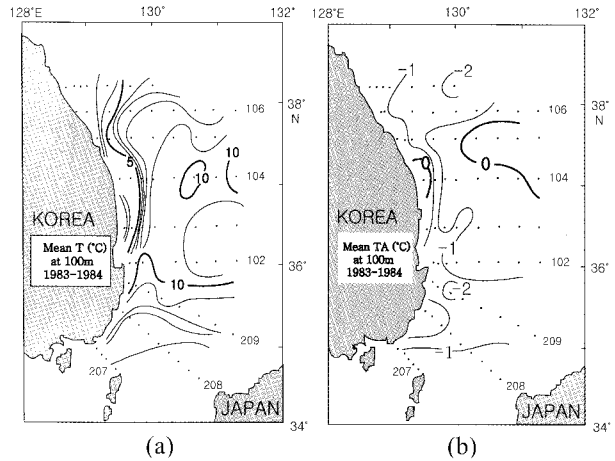 128°E 130° 132°
106
38°
N
5
10
10
104
KOREA
Mean T (°C)
at 100m
1983-1984
102
36°
10
209
207
208
JAPAN
34°
(a)
128°E 130° 132°
-1
-2
106
38°
N
0
0
104
KOREA
Mean TA (°C)
at 100m
1983-1984
-1
102
36°
-2
209
-1
207
208
JAPAN
34°
(b)